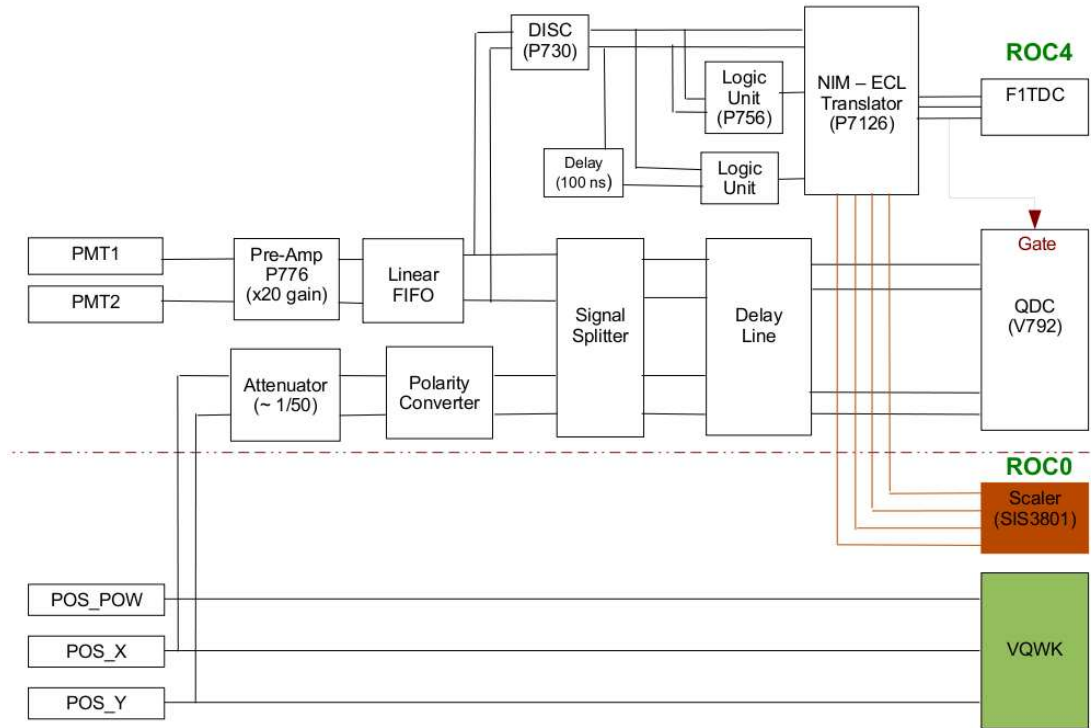 DISC
(P730)
Logic
Unit
(P756)
NIM – ECL
Translator
(P7126)
ROC4
F1TDC
Delay
(100 ns)
Logic
Unit
PMT1
PMT2
Pre-Amp
P776
(x20 gain)
Linear
FIFO
Signal
Splitter
Delay
Line
Gate
QDC
(V792)
Attenuator
(~ 1/50)
Polarity
Converter
ROC0
Scaler
(SIS3801)
POS_POW
POS_X
POS_Y
VQWK